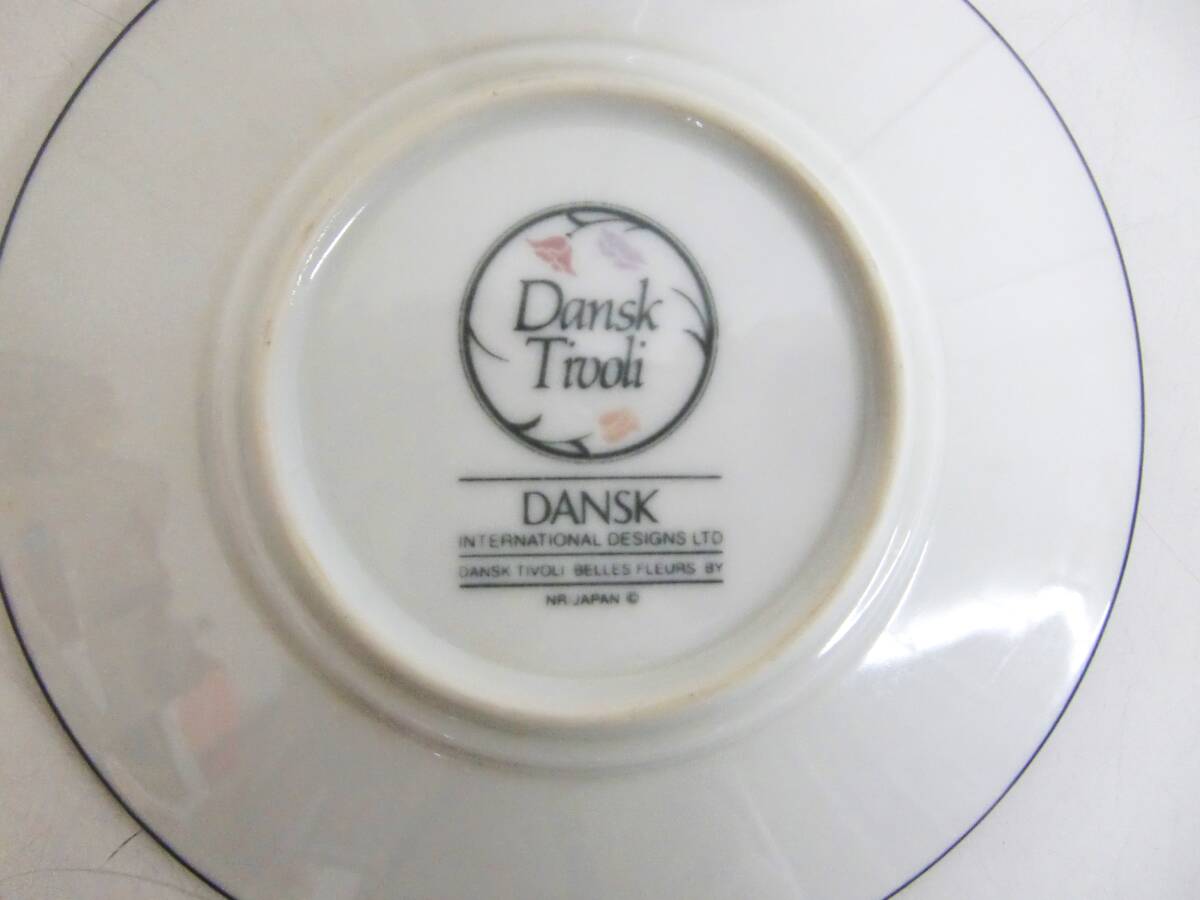 Dansk
Tivoli
DANSK
INTERNATIONAL DESIGNS LTD
DANSK TIVOLI BELLES FLEURS BY
NR: JAPAN ©